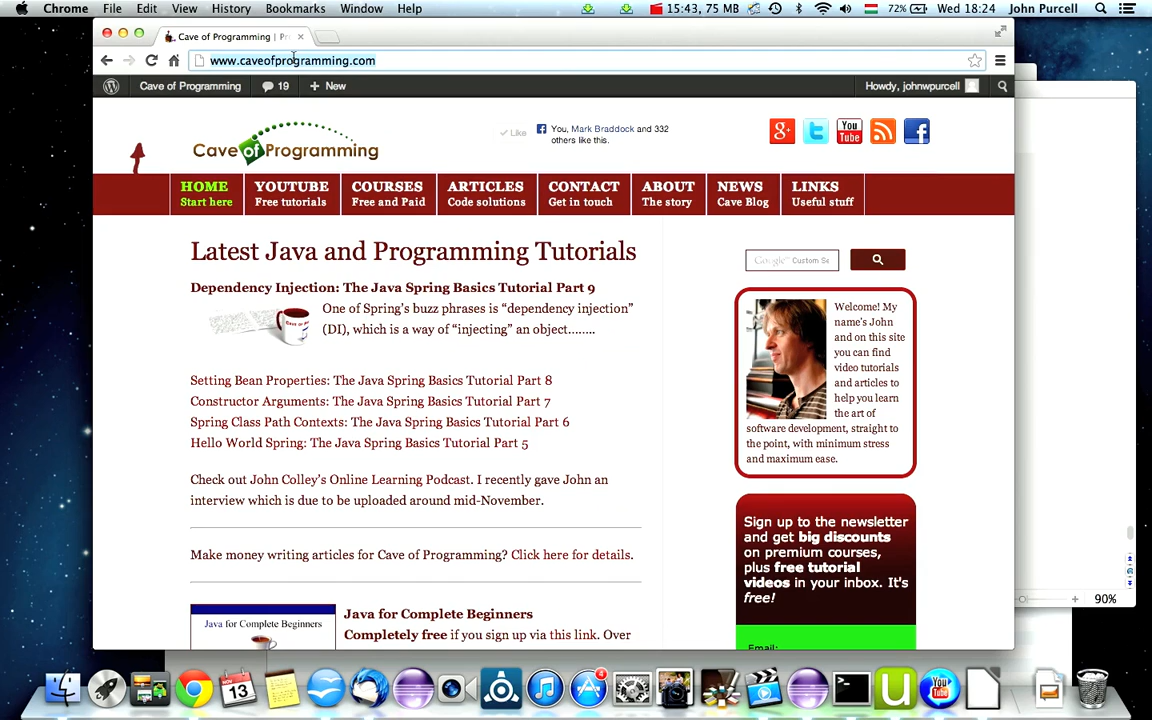 Chrome File Edit View History Bookmarks Window Help 15:43, 75 MB 72% Wed 18:24 John Purcell
Cave of Programming | Pr
www.caveofprogramming.com
Cave of Programming 19 + New Howdy, johnwpurcell
Cave of Programming
Like
You, Mark Braddock and 332
others like this.
g+ You Tube
HOME YOUTUBE COURSES ARTICLES CONTACT ABOUT NEWS LINKS
Start here Free tutorials Free and Paid Code solutions Get in touch The story Cave Blog Useful stuff
Latest Java and Programming Tutorials
Dependency Injection: The Java Spring Basics Tutorial Part 9
One of Spring's buzz phrases is “dependency injection”
(DI), which is a way of “injecting” an object........
Setting Bean Properties: The Java Spring Basics Tutorial Part 8
Constructor Arguments: The Java Spring Basics Tutorial Part 7
Spring Class Path Contexts: The Java Spring Basics Tutorial Part 6
Hello World Spring: The Java Spring Basics Tutorial Part 5
Check out John Colley's Online Learning Podcast. I recently gave John an
interview which is due to be uploaded around mid-November.
Make money writing articles for Cave of Programming? Click here for details.
Java for Complete Beginners
Java for Complete Beginners
Completely free if you sign up via this link. Over
Google™ Custom Se
Welcome! My
name's John
and on this site
you can find
video tutorials
and articles to
help you learn
the art of
software development, straight to
the point, with minimum stress
and maximum ease.
Sign up to the newsletter
and get big discounts
on premium courses,
plus free tutorial
videos in your inbox. It's
free!
Email:
90%
13
4
You Tube